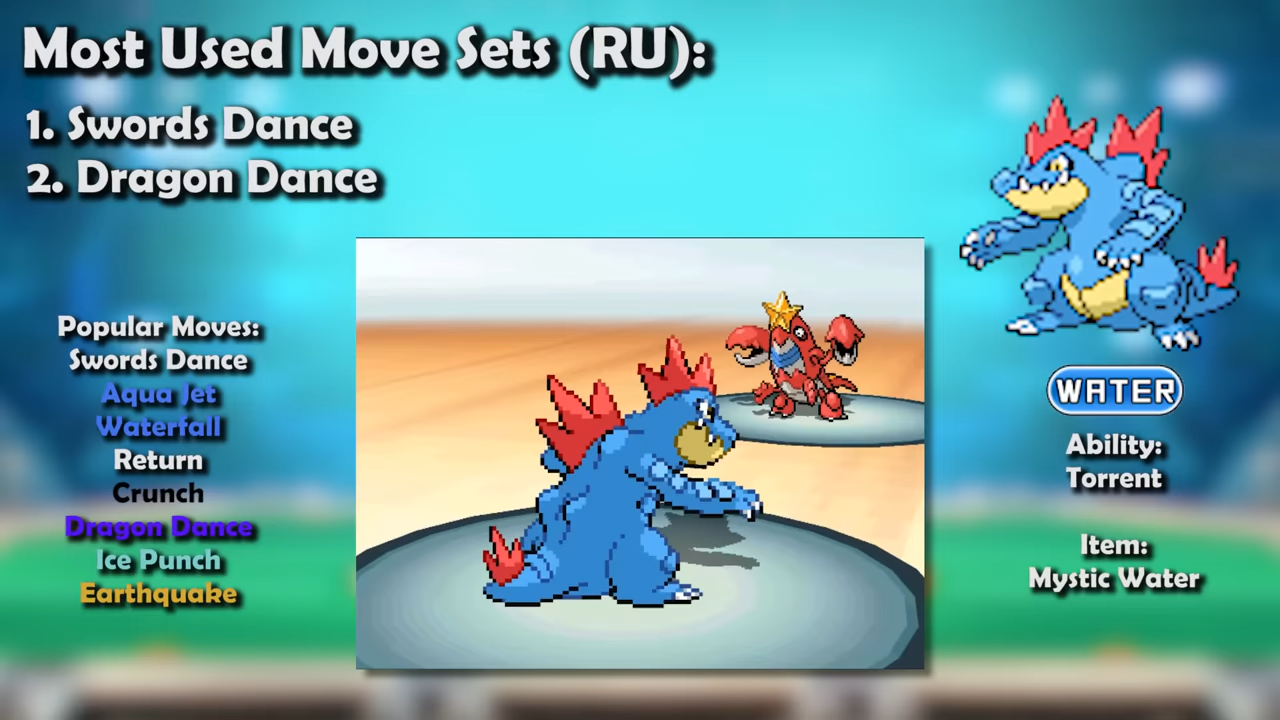 Most Used Move Sets (RU):
1. Swords Dance
2. Dragon Dance
Popular Moves:
Swords Dance
Aqua Jet
Waterfall
Return
Crunch
Dragon Dance
Ice Punch
Earthquake
WATER
Ability:
Torrent
Item:
Mystic Water